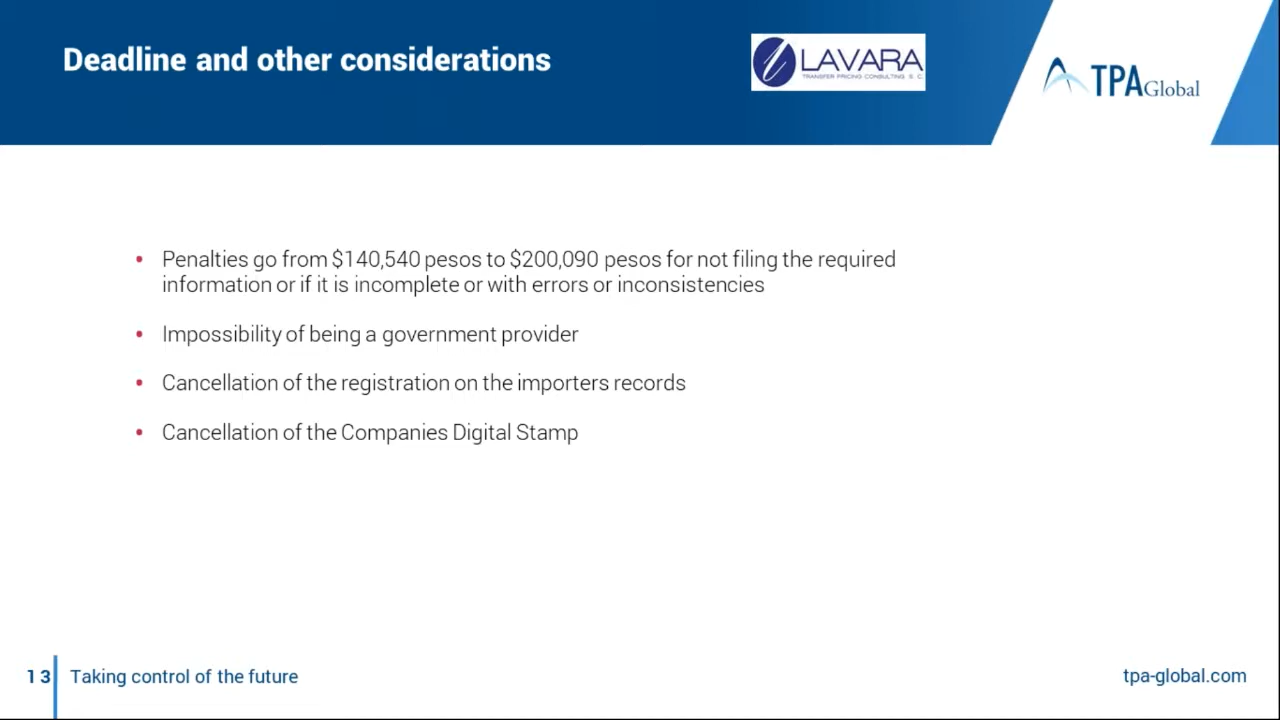 Deadline and other considerations
LAVARA
TRANSFER PRICING CONSULTING S. C.
TPAGlobal
• Penalties go from $140,540 pesos to $200,090 pesos for not filing the required
information or if it is incomplete or with errors or inconsistencies
• Impossibility of being a government provider
• Cancellation of the registration on the importers records
• Cancellation of the Companies Digital Stamp
13
Taking control of the future
tpa-global.com